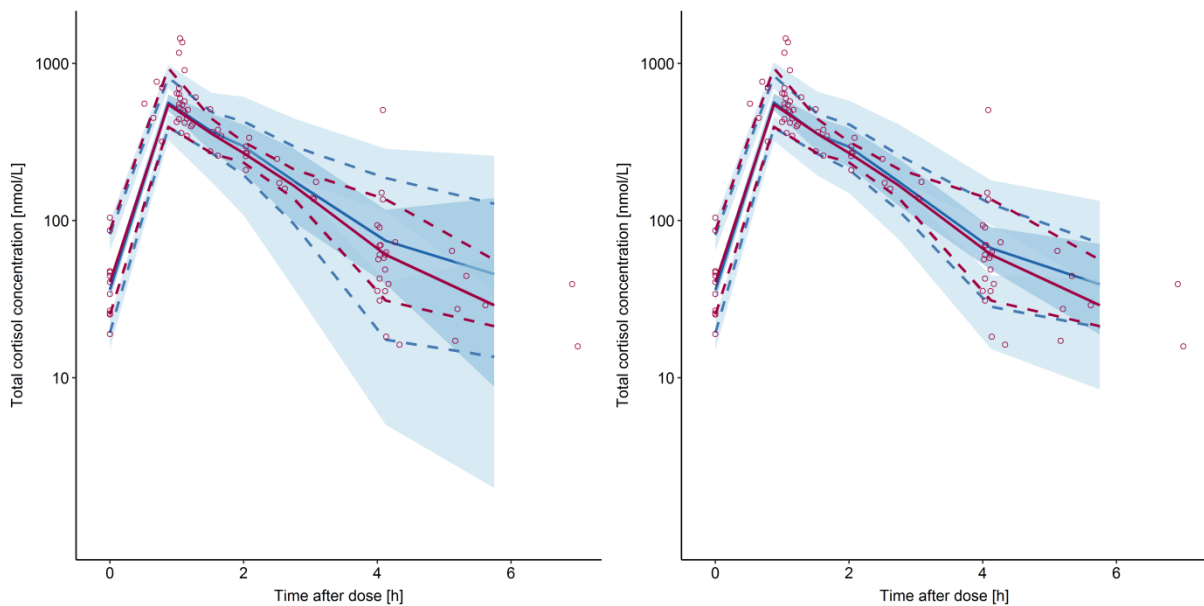 Total cortisol concentration [nmol/L]
1000
100
10
0 2 4 6
Time after dose [h]
Total cortisol concentration [nmol/L]
1000
100
10
0 2 4 6
Time after dose [h]